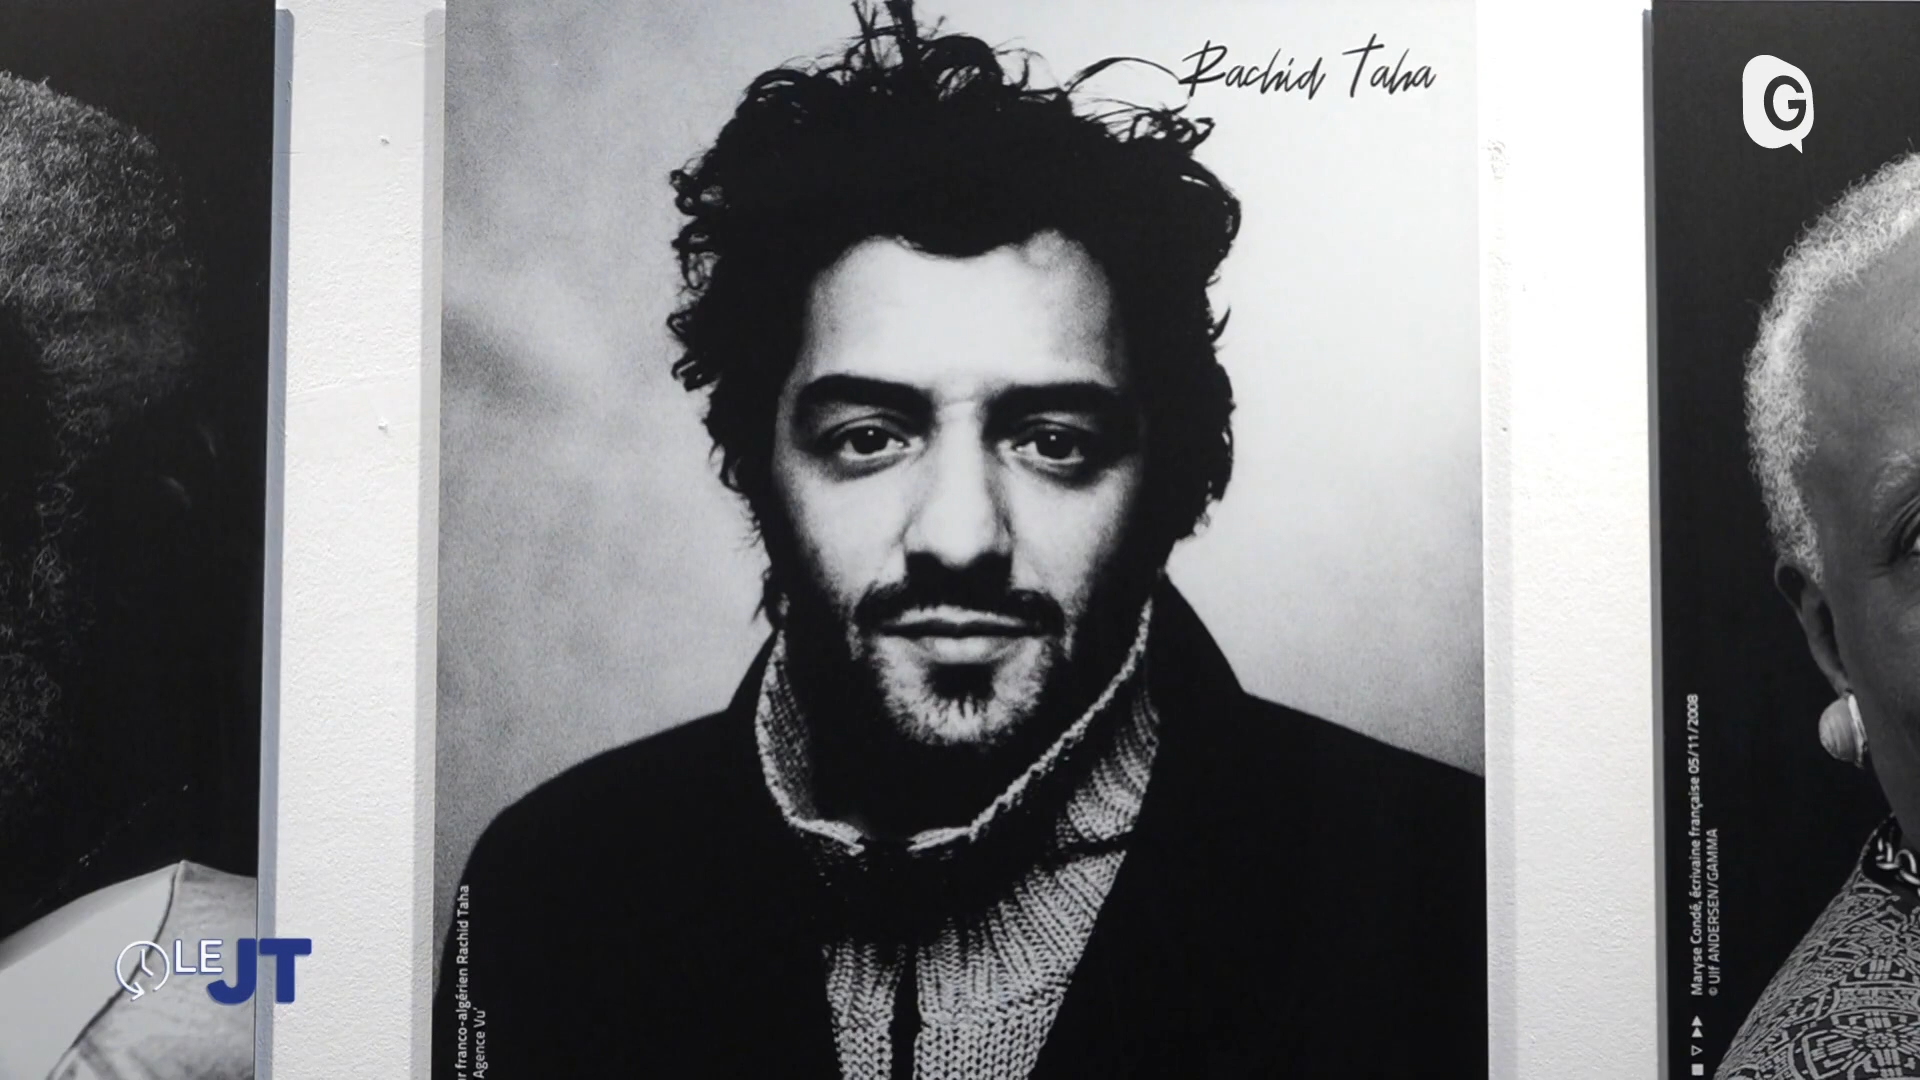 Rachid Taha
G
LE JT
r franco-algérien Rachid Taha
Agence Vu'
Maryse Condé, écrivaine française 05/11/2008
© Ulf ANDERSEN/GAMMA